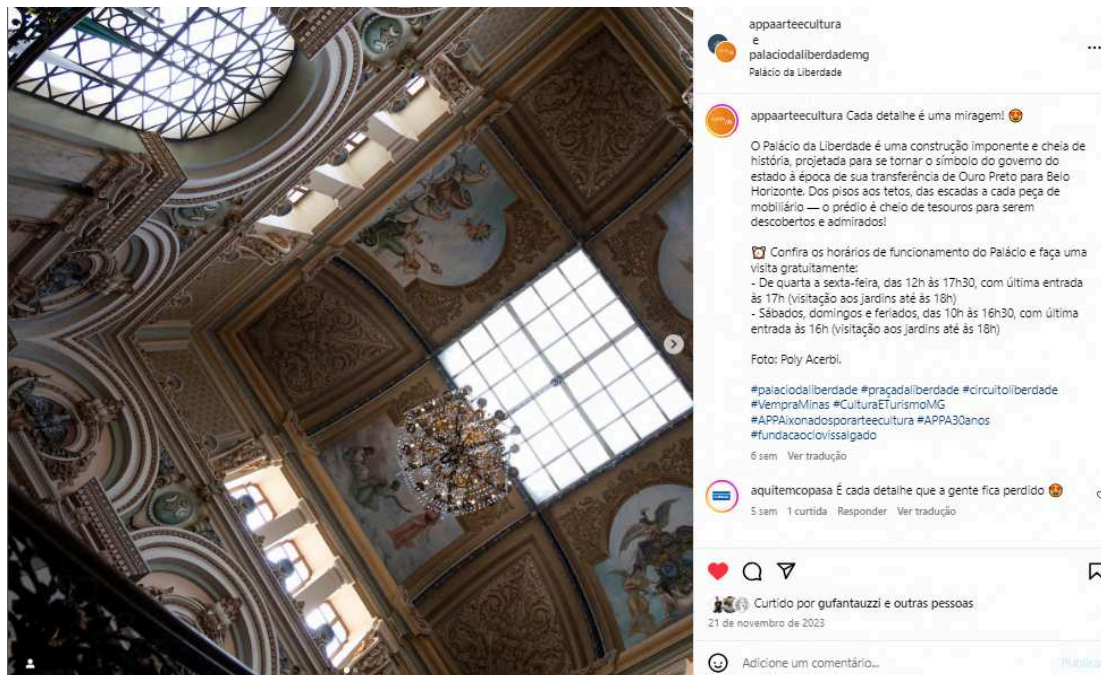 appaarteecultura
e
palaciodaliberdademg
Palácio da Liberdade
appaarteecultura Cada detalhe é uma miragem! 😍
O Palácio da Liberdade é uma construção imponente e cheia de
história, projetada para se tornar o símbolo do governo do
estado à época de sua transferência de Ouro Preto para Belo
Horizonte. Dos pisos aos tetos, das escadas a cada peça de
mobiliário — o prédio é cheio de tesouros para serem
descobertos e admirados!
⏰ Confira os horários de funcionamento do Palácio e faça uma
visita gratuitamente:
- De quarta a sexta-feira, das 12h às 17h30, com última entrada
às 17h (visitação aos jardins até às 18h)
- Sábados, domingos e feriados, das 10h às 16h30, com última
entrada às 16h (visitação aos jardins até às 18h)
Foto: Poly Acerbi.
#palaciodaliberdade #praçadaliberdade #circuitoliberdade
#VempraMinas #CulturaETurismoMG
#APPAixonadosporarteecultura #APPA30anos
#fundacaoclovissalgado
6 sem Ver tradução
aquitemcopasa É cada detalhe que a gente fica perdido 😍
5 sem 1 curtida Responder Ver tradução
Curtido por gufantauzzi e outras pessoas
21 de novembro de 2023
Adicione um comentário...
Publica